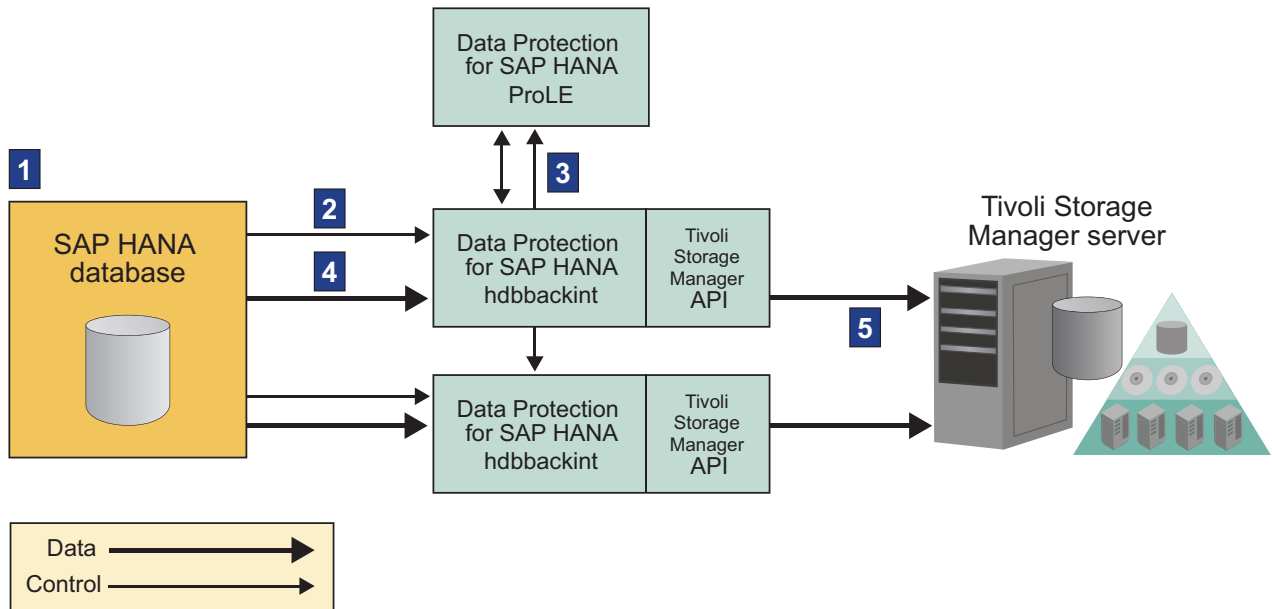 Data Protection
for SAP HANA
ProLE
1
3
2
SAP HANA
database
4
Data Protection
for SAP HANA
hdbbackint
Tivoli
Storage
Manager
API
Tivoli Storage
Manager server
5
Data Protection
for SAP HANA
hdbbackint
Tivoli
Storage
Manager
API
Data
Control